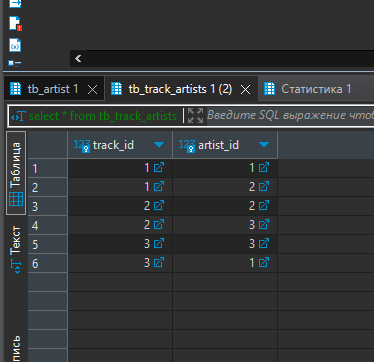 tb_artist 1 tb_track_artists 1 (2) Статистика 1
select * from tb_track_artists Введите SQL выражение чтоб
Таблица
Текст
пись
123 track_id 123 artist_id
1 1 1
2 1 2
3 2 2
4 2 3
5 3 3
6 3 1